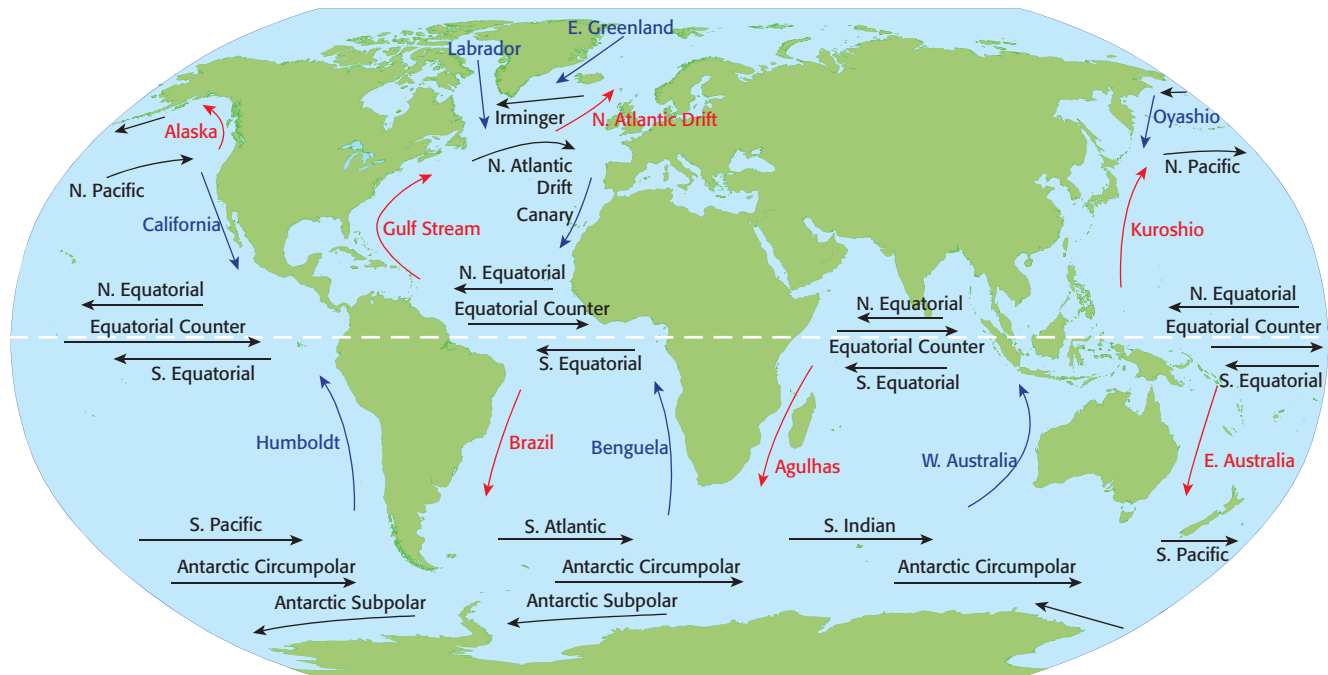 E. Greenland
Labrador
Irminger
N. Atlantic Drift
Alaska
Oyashio
N. Pacific
N. Atlantic
Drift
N. Pacific
Canary
California
Gulf Stream
Kuroshio
N. Equatorial
N. Equatorial
N. Equatorial
N. Equatorial
Equatorial Counter
Equatorial Counter
Equatorial Counter
Equatorial Counter
S. Equatorial
S. Equatorial
S. Equatorial
S. Equatorial
Humboldt
Brazil
Benguela
Agulhas
W. Australia
E. Australia
S. Pacific
S. Atlantic
S. Indian
S. Pacific
Antarctic Circumpolar
Antarctic Circumpolar
Antarctic Circumpolar
Antarctic Subpolar
Antarctic Subpolar